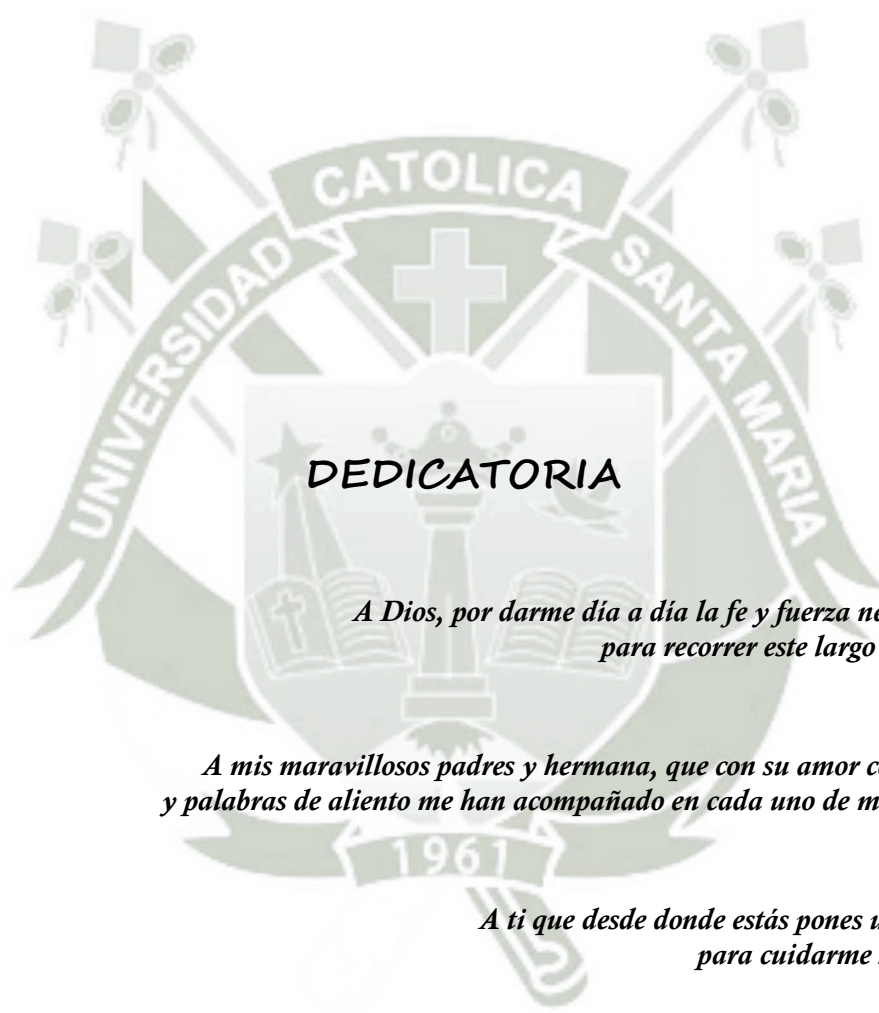 CATOLICA
UNIVERSIDAD
SANTA MARIA
DEDICATORIA
A Dios, por darme día a día la fe y fuerza
para recorrer este largo
A mis maravillosos padres y hermana, que con su amor
y palabras de aliento me han acompañado en cada uno de
1961
A ti que desde donde estás pones
para cuidarme